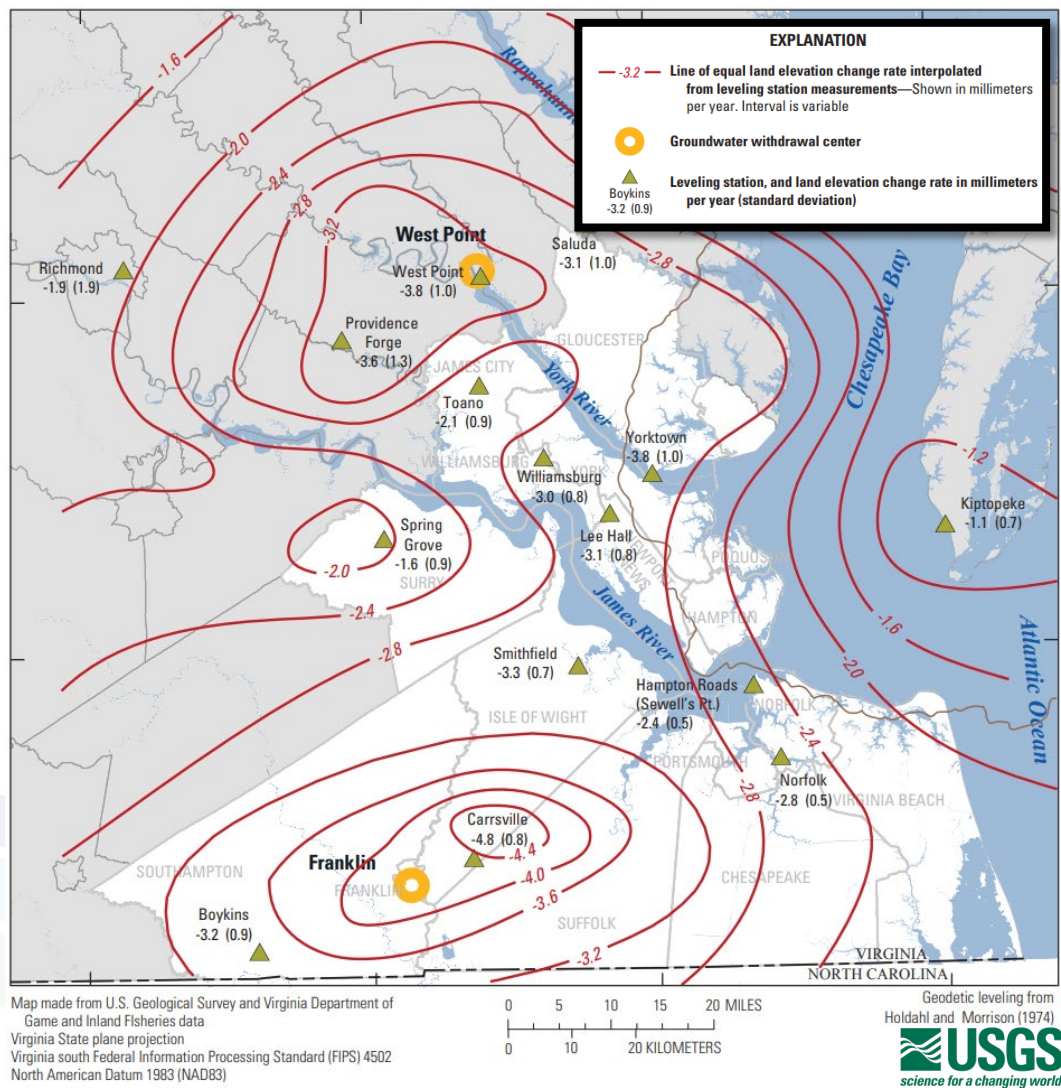 EXPLANATION
-3.2
Line of equal land elevation change rate interpolated
from leveling station measurements—Shown in millimeters
per year. Interval is variable
Groundwater withdrawal center
Boykins
-3.2 (0.9)
Leveling station, and land elevation change rate in millimeters
per year (standard deviation)
-1.6
-2.0
-2.4
-2.8
-3.2
West Point
West Point
-3.8 (1.0)
Saluda
-3.1 (1.0)
-2.8
Richmond
-1.9 (1.9)
Providence
Forge
-3.6 (1.3)
GLOUCESTER
Chesapeake Bay
JAMES CITY
York River
Toano
-2.1 (0.9)
Yorktown
-3.8 (1.0)
WILLIAMSBURG
YORK
Williamsburg
-3.0 (0.8)
-1.2
Kiptopeke
-1.1 (0.7)
Spring
Grove
-1.6 (0.9)
Lee Hall
-3.1 (0.8)
NEWPORT
NEWS
-2.0
SURRY
-2.4
HAMPTON
James River
-1.6
-2.8
-2.0
Atlantic Ocean
Smithfield
-3.3 (0.7)
Hampton Roads
(Sewell's Pt.)
-2.4 (0.5)
NORFOLK
ISLE OF WIGHT
-2.4
PORTSMOUTH
-2.8
Norfolk
-2.8 (0.5)
VIRGINIA BEACH
Carrsville
-4.8 (0.8)
-4.4
Franklin
SOUTHAMPTON
FRANKLIN
-4.0
CHESAPEAKE
-3.6
Boykins
-3.2 (0.9)
SUFFOLK
-3.2
VIRGINIA
NORTH CAROLINA
Map made from U.S. Geological Survey and Virginia Department of
Game and Inland FIsheries data
Virginia State plane projection
Virginia south Federal Information Processing Standard (FIPS) 4502
North American Datum 1983 (NAD83)
0 5 10 15 20 MILES
0 10 20 KILOMETERS
Geodetic leveling from
Holdahl and Morrison (1974)
USGS
science for a changing world